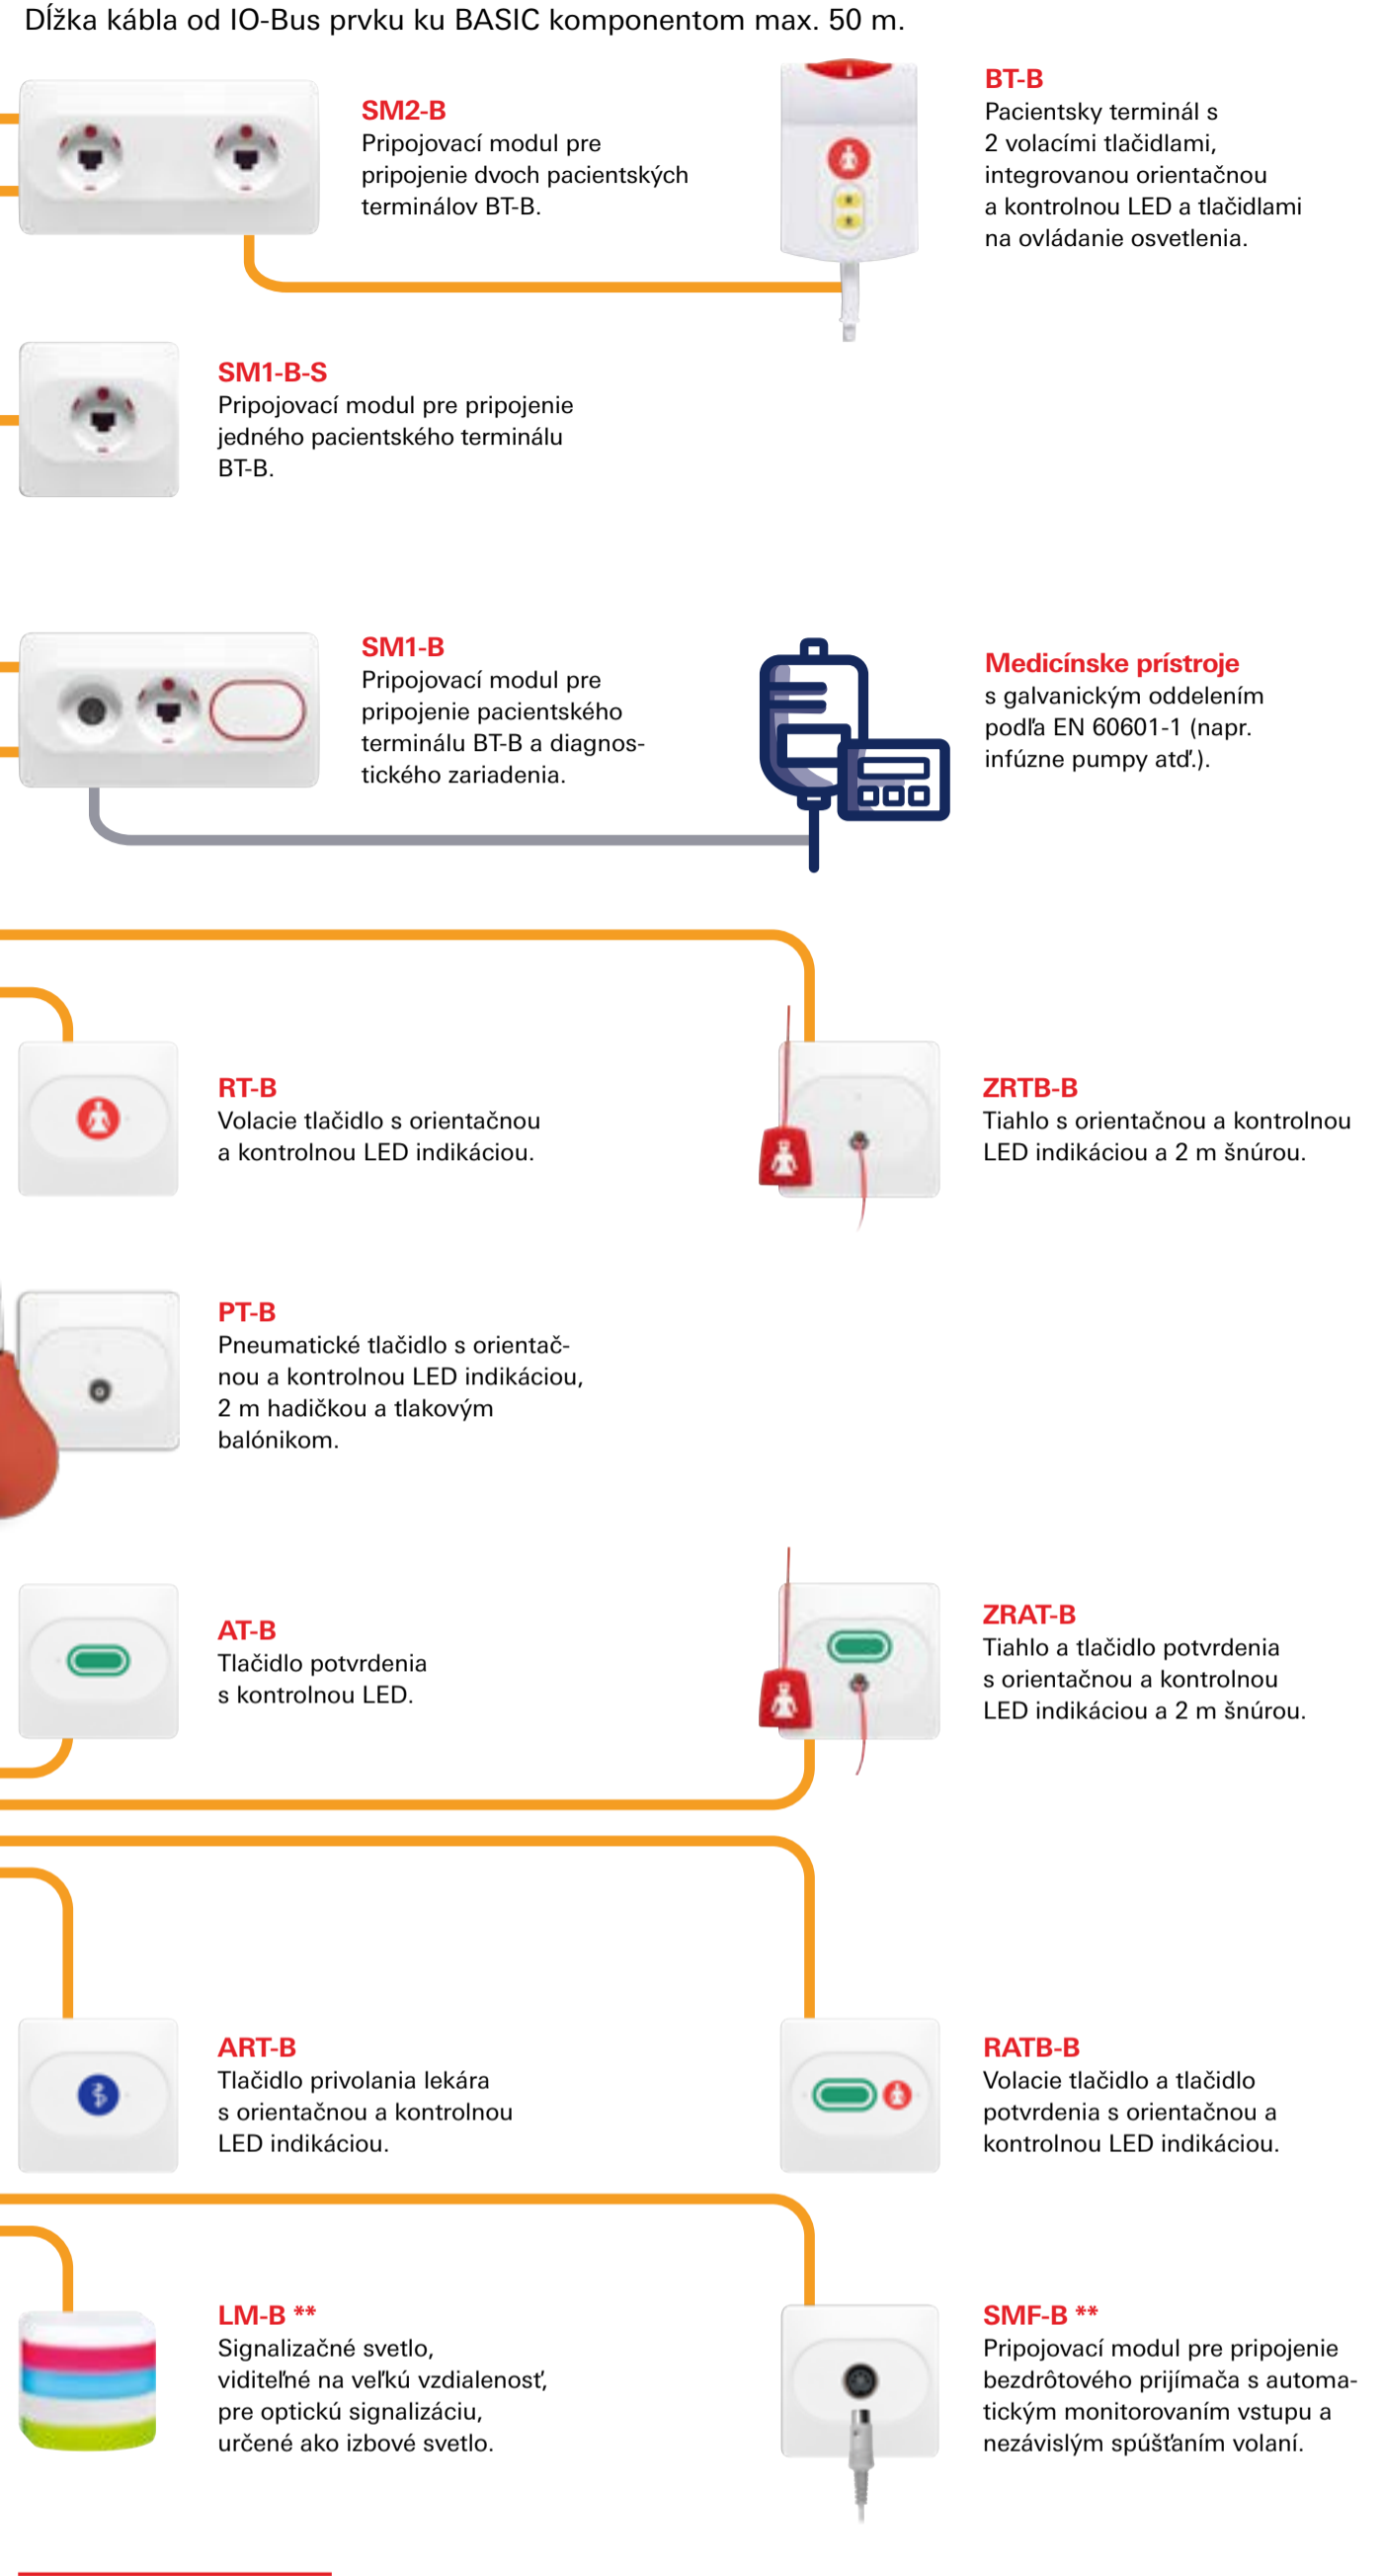 Dĺžka kábla od IO-Bus prvku ku BASIC komponentom max. 50 m.
SM2-B
Pripojovací modul pre
pripojenie dvoch pacientských
terminálov BT-B.
BT-B
Pacientsky terminál s
2 volacími tlačidlami,
integrovanou orientačnou
a kontrolnou LED a tlačidlami
na ovládanie osvetlenia.
SM1-B-S
Pripojovací modul pre pripojenie
jedného pacientského terminálu
BT-B.
SM1-B
Pripojovací modul pre
pripojenie pacientského
terminálu BT-B a diagnos-
tického zariadenia.
Medicínske prístroje
s galvanickým oddelením
podľa EN 60601-1 (napr.
infúzne pumpy atď.).
RT-B
Volacie tlačidlo s orientačnou
a kontrolnou LED indikáciou.
ZRTB-B
Tiahlo s orientačnou a kontrolnou
LED indikáciou a 2 m šnúrou.
PT-B
Pneumatické tlačidlo s orientač-
nou a kontrolnou LED indikáciou,
2 m hadičkou a tlakovým
balónikom.
AT-B
Tlačidlo potvrdenia
s kontrolnou LED.
ZRAT-B
Tiahlo a tlačidlo potvrdenia
s orientačnou a kontrolnou
LED indikáciou a 2 m šnúrou.
ART-B
Tlačidlo privolania lekára
s orientačnou a kontrolnou
LED indikáciou.
RATB-B
Volacie tlačidlo a tlačidlo
potvrdenia s orientačnou a
kontrolnou LED indikáciou.
LM-B **
Signalizačné svetlo,
viditeľné na veľkú vzdialenosť,
pre optickú signalizáciu,
určené ako izbové svetlo.
SMF-B **
Pripojovací modul pre pripojenie
bezdrôtového prijímača s automa-
tickým monitorovaním vstupu a
nezávislým spúšťaním volaní.